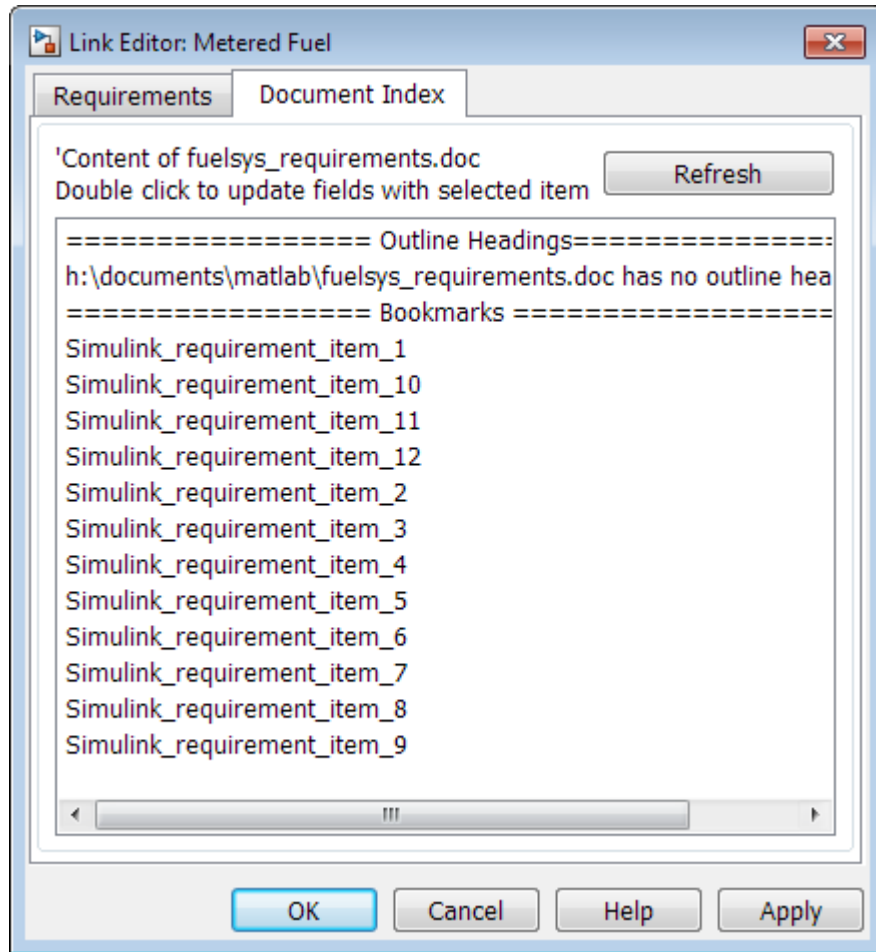 Link Editor: Metered Fuel
Requirements
Document Index
'Content of fuelsys_requirements.doc
Double click to update fields with selected item
Refresh
================= Outline Headings===============
h:\documents\matlab\fuelsys_requirements.doc has no outline hea
================= Bookmarks ==================
Simulink_requirement_item_1
Simulink_requirement_item_10
Simulink_requirement_item_11
Simulink_requirement_item_12
Simulink_requirement_item_2
Simulink_requirement_item_3
Simulink_requirement_item_4
Simulink_requirement_item_5
Simulink_requirement_item_6
Simulink_requirement_item_7
Simulink_requirement_item_8
Simulink_requirement_item_9
OK
Cancel
Help
Apply